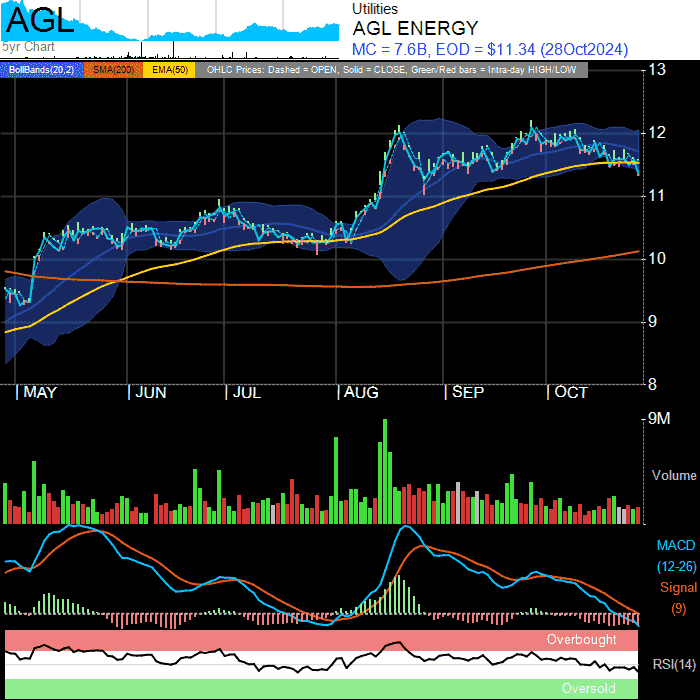 AGL
5yr Chart
Utilities
AGL ENERGY
MC = 7.6B, EOD = $11.34 (28Oct2024)
BollBands(20,2) SMA(200) EMA(50) OHLC Prices: Dashed = OPEN, Solid = CLOSE, Green/Red bars = Intra-day HIGH/LOW
13
12
11
10
9
8
| MAY | JUN | JUL | AUG | SEP | OCT
9M
Volume
MACD
(12-26)
Signal
(9)
Overbought
RSI(14)
Oversold